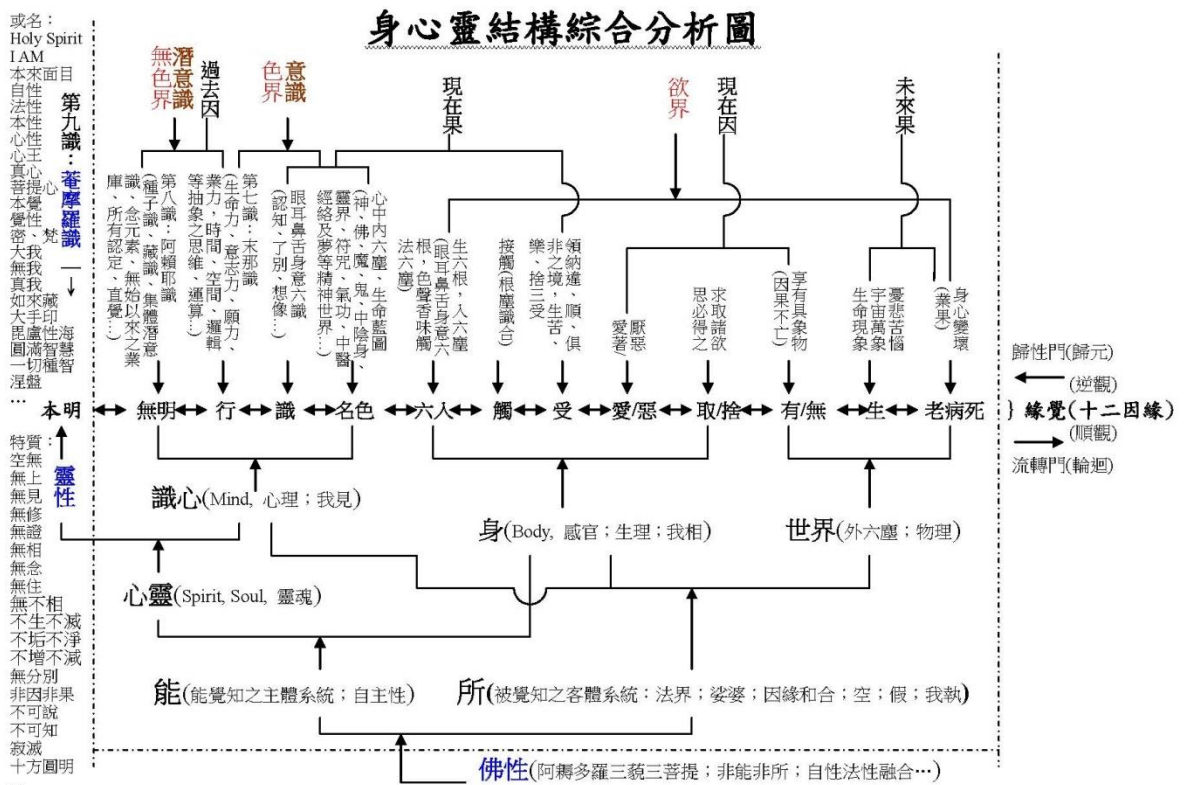 身心靈結構綜合分析圖
或名：
Holy Spirit
I AM
本來面目
自性
法性
本性
心性
心王
真心
菩提心
本覺
覺性、梵
密、
大我
無我
真我
如來藏
大手印
毘盧性海
圓滿智慧
一切種智
涅盤
…
第九識：菴摩羅識 —→
潛意識
無色界
過去因
意識
色界
現在果
欲界
現在因
未來果
第八識：阿賴耶識
(種子識、藏識、集體潛意
識、念元素、無始以來之業
庫、所有認定、直覺…)
第七識：末那識
(生命力、意志力、願力、
業力，時間、空間、邏輯
等抽象之思維、運算…)
眼耳鼻舌身意六識
(認知、了別、想像…)
心中內六塵、生命藍圖
(神、佛、魔、鬼、中陰身、
靈界、符咒、氣功、中醫
經絡及夢等精神世界…)
生六根，入六塵
(眼耳鼻舌身意六
根，色聲香味觸
法六塵)
接觸(根塵識合)
領納違、順、俱
非之境，生苦、
樂、捨三受
厭惡
愛著/
求取諸欲
思必得之
享有具象物
(因果不亡)
憂悲苦惱
宇宙萬象
生命現象
身心變壞
(業果)
本明
無明
行
識
名色
六入
觸
受
愛/惡
取/捨
有/無
生
老病死
}緣覺(十二因緣)
歸性門(歸元)
(逆觀)
(順觀)
流轉門(輪迴)
特質：
空無
無上
無見
無修
無證
無相
無念
無住
無不相
不生不滅
不垢不淨
不增不減
無分別
非因非果
不可說
不可知
寂滅
十方圓明
靈性
識心(Mind, 心理；我見)
身(Body, 感官；生理；我相)
世界(外六塵；物理)
心靈(Spirit, Soul, 靈魂)
能(能覺知之主體系統；自主性)
所(被覺知之客體系統：法界；娑婆；因緣和合；空；假；我執)
佛性(阿耨多羅三藐三菩提；非能非所；自性法性融合…)